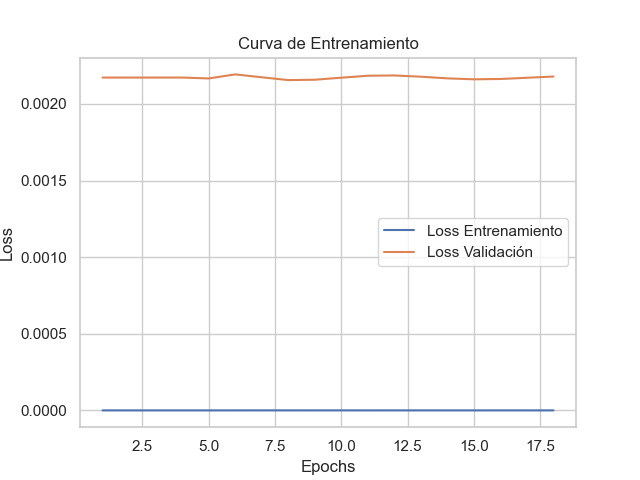 Curva de Entrenamiento
0.0020
0.0015
0.0010
0.0005
0.0000
Loss
Loss Entrenamiento
Loss Validación
2.5 5.0 7.5 10.0 12.5 15.0 17.5
Epochs